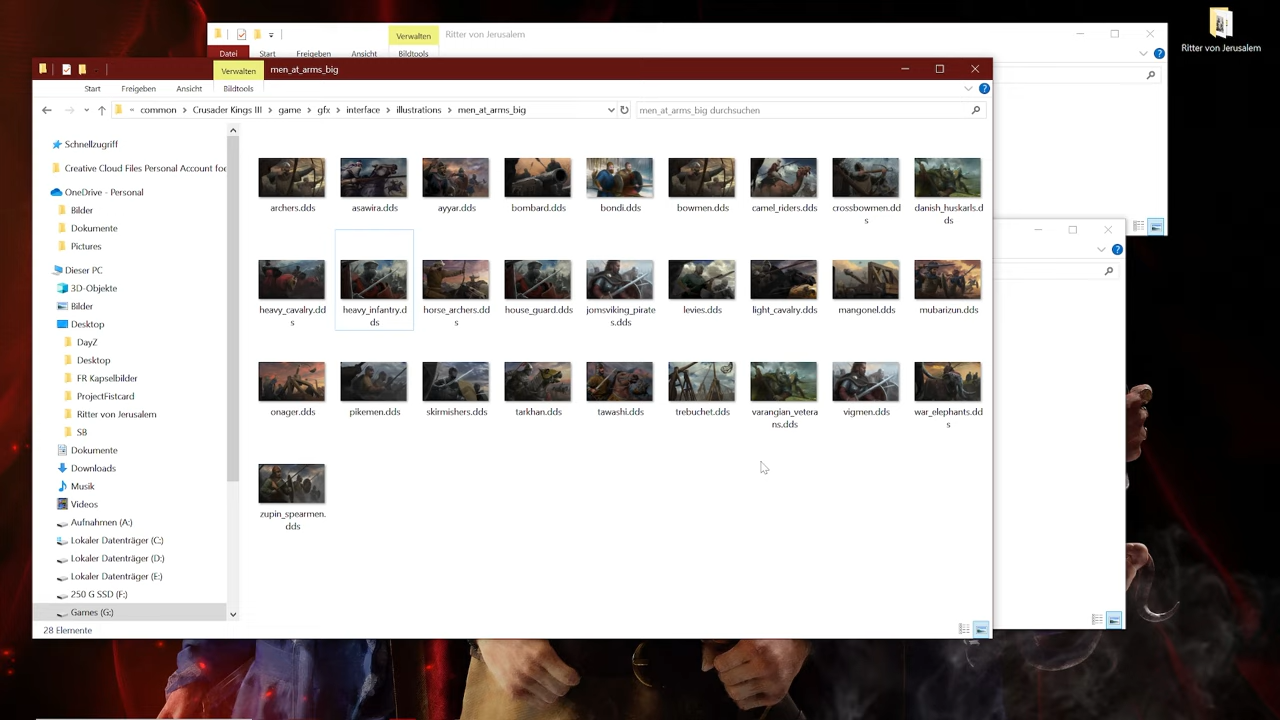 Verwalten
Ritter von Jerusalem
Datei
Start
Freigeben
Ansicht
Bildtools
Ritter von Jerusalem
Verwalten
men_at_arms_big
Start
Freigeben
Ansicht
Bildtools
« common > Crusader Kings III > game > gfx > interface > illustrations > men_at_arms_big
men_at_arms_big durchsuchen
Schnellzugriff
Creative Cloud Files Personal Account foe
OneDrive - Personal
Bilder
Dokumente
Pictures
Dieser PC
3D-Objekte
Bilder
Desktop
DayZ
Desktop
FR Kapselbilder
ProjectFistcard
Ritter von Jerusalem
SB
Dokumente
Downloads
Musik
Videos
Aufnahmen (A:)
Lokaler Datenträger (C:)
Lokaler Datenträger (D:)
Lokaler Datenträger (E:)
250 G SSD (F:)
Games (G:)
archers.dds
asawira.dds
ayyar.dds
bombard.dds
bondi.dds
bowmen.dds
camel_riders.dds
crossbowmen.dd
s
danish_huskarls.d
ds
heavy_cavalry.dd
s
heavy_infantry.d
ds
horse_archers.dd
s
house_guard.dds
jomsviking_pirate
s.dds
levies.dds
light_cavalry.dds
mangonel.dds
mubarizun.dds
onager.dds
pikemen.dds
skirmishers.dds
tarkhan.dds
tawashi.dds
trebuchet.dds
varangian_vetera
ns.dds
vigmen.dds
war_elephants.dd
s
zupin_spearmen.
dds
28 Elemente